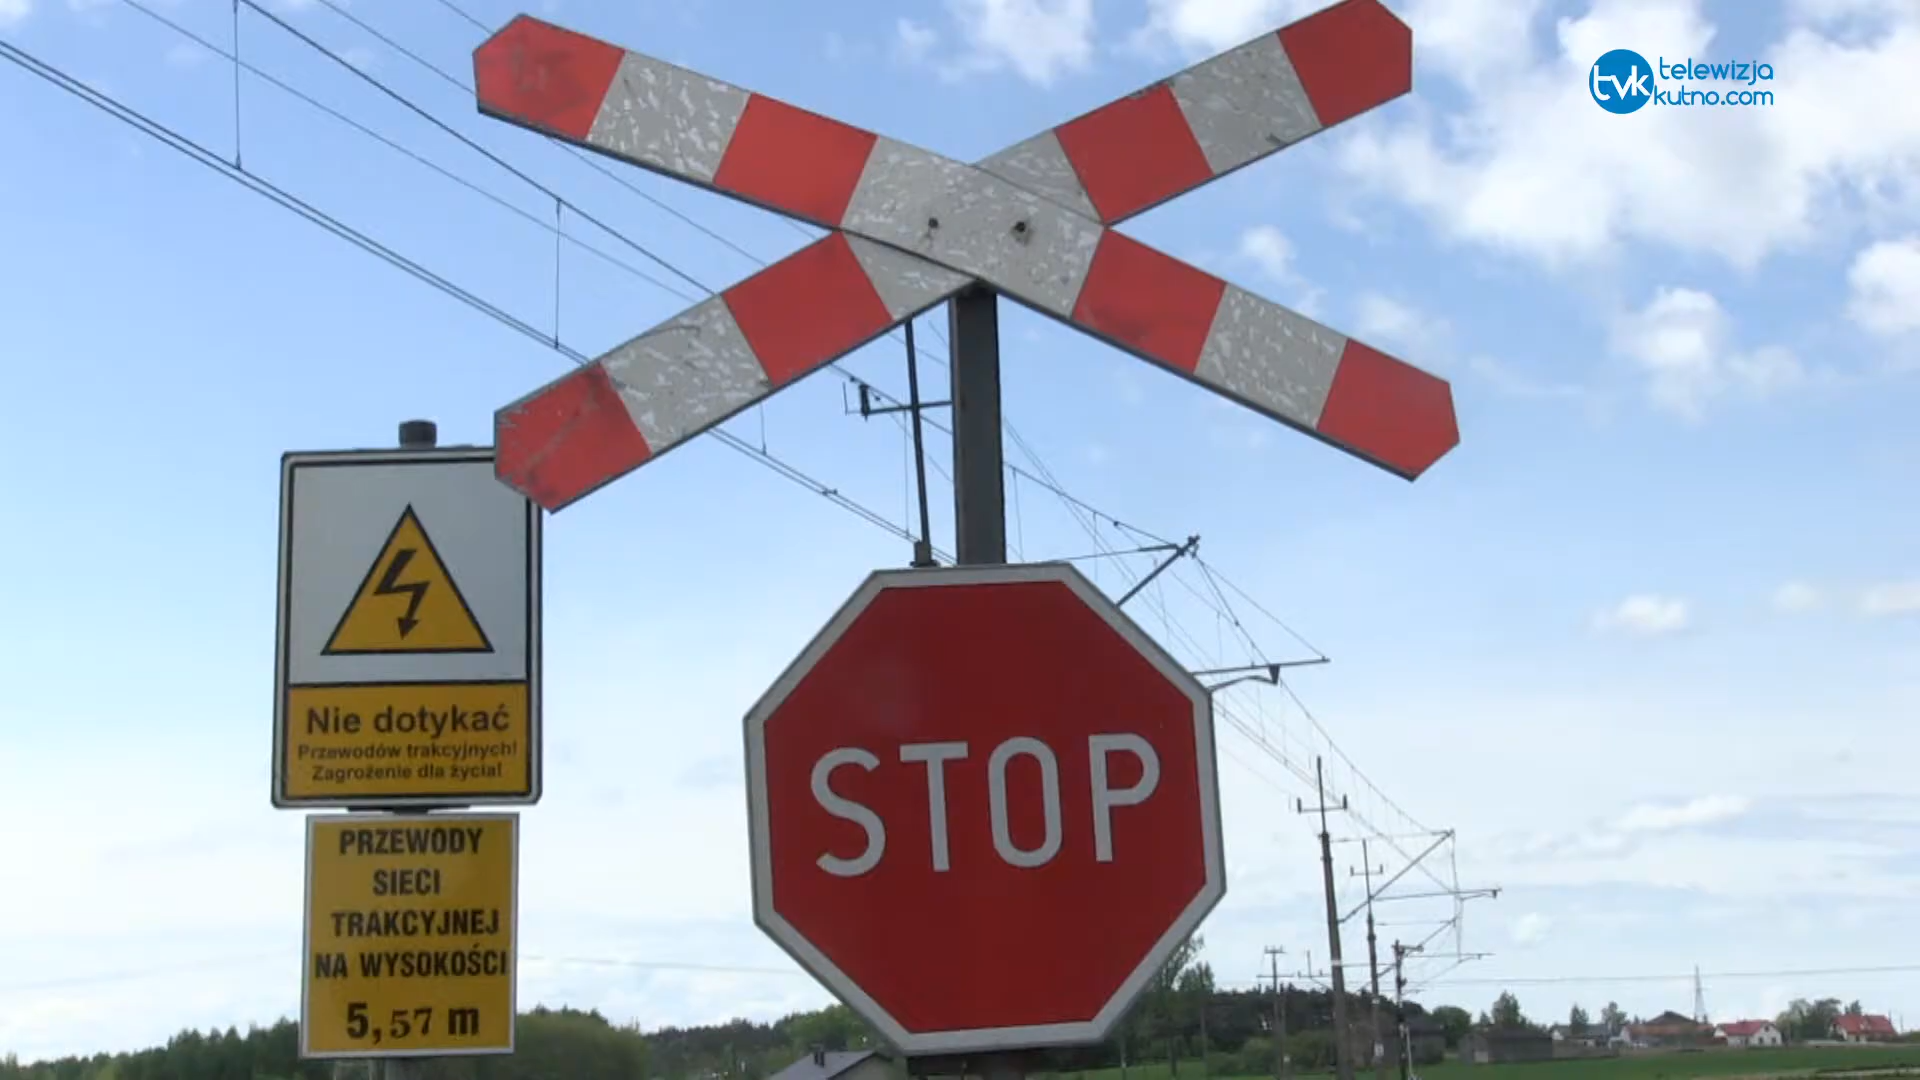 tvk telewizja
kutno.com
Nie dotykać
Przewodów trakcyjnych!
Zagrożenie dla życia!
PRZEWODY
SIECI
TRAKCYJNEJ
NA WYSOKOŚCI
5,57 m
STOP